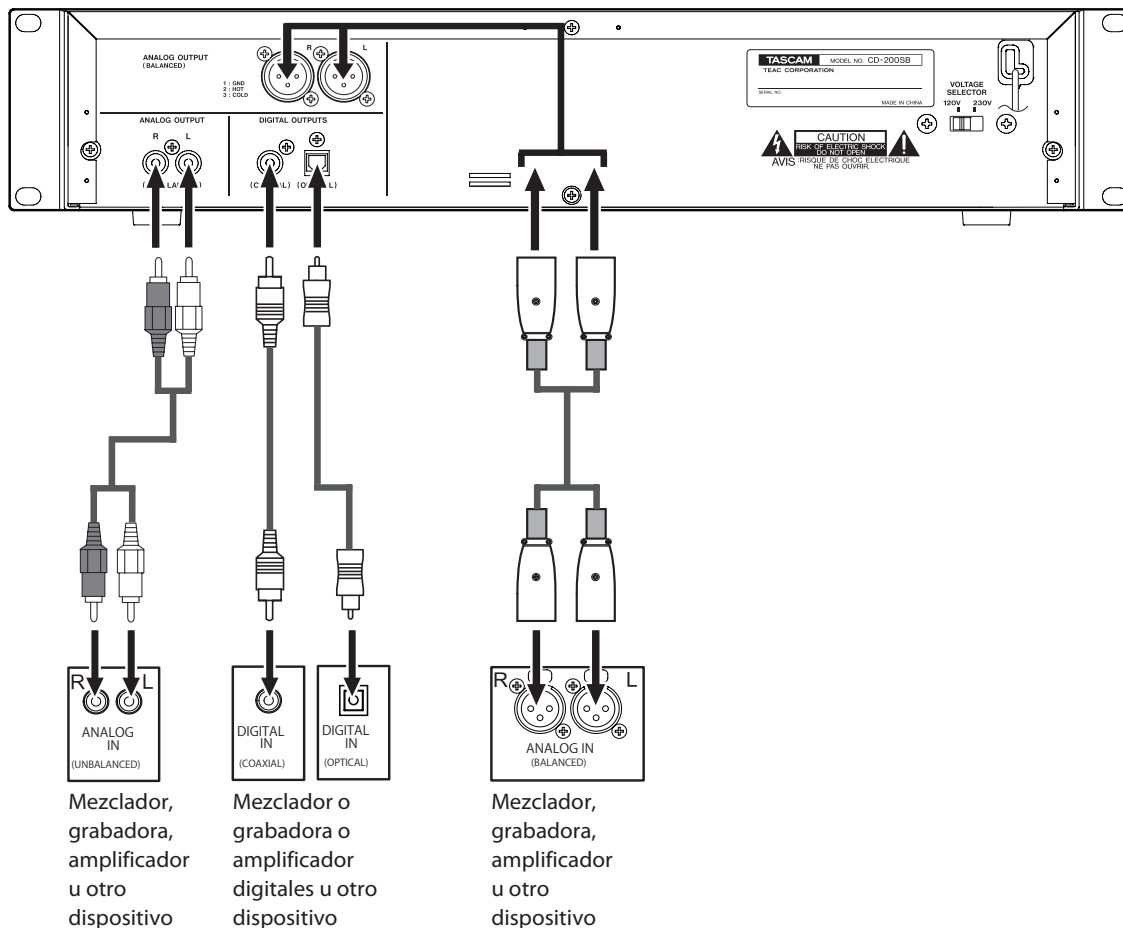 ANALOG OUTPUT
(BALANCED)
R
L
1 : GND
2 : HOT
3 : COLD
ANALOG OUTPUT
R
L
DIGITAL OUTPUTS
TASCAM MODEL NO. CD-200SB
TEAC CORPORATION
SERIAL NO.
MADE IN CHINA
VOLTAGE
SELECTOR
120V 230V
CAUTION
RISK OF ELECTRIC SHOCK
DO NOT OPEN
AVIS : RISQUE DE CHOC ELECTRIQUE
NE PAS OUVRIR.
R
L
ANALOG
IN
(UNBALANCED)
DIGITAL
IN
(COAXIAL)
DIGITAL
IN
(OPTICAL)
R
L
ANALOG IN
(BALANCED)
Mezclador,
grabadora,
amplificador
u otro
dispositivo
Mezclador o
grabadora o
amplificador
digitales u otro
dispositivo
Mezclador,
grabadora,
amplificador
u otro
dispositivo